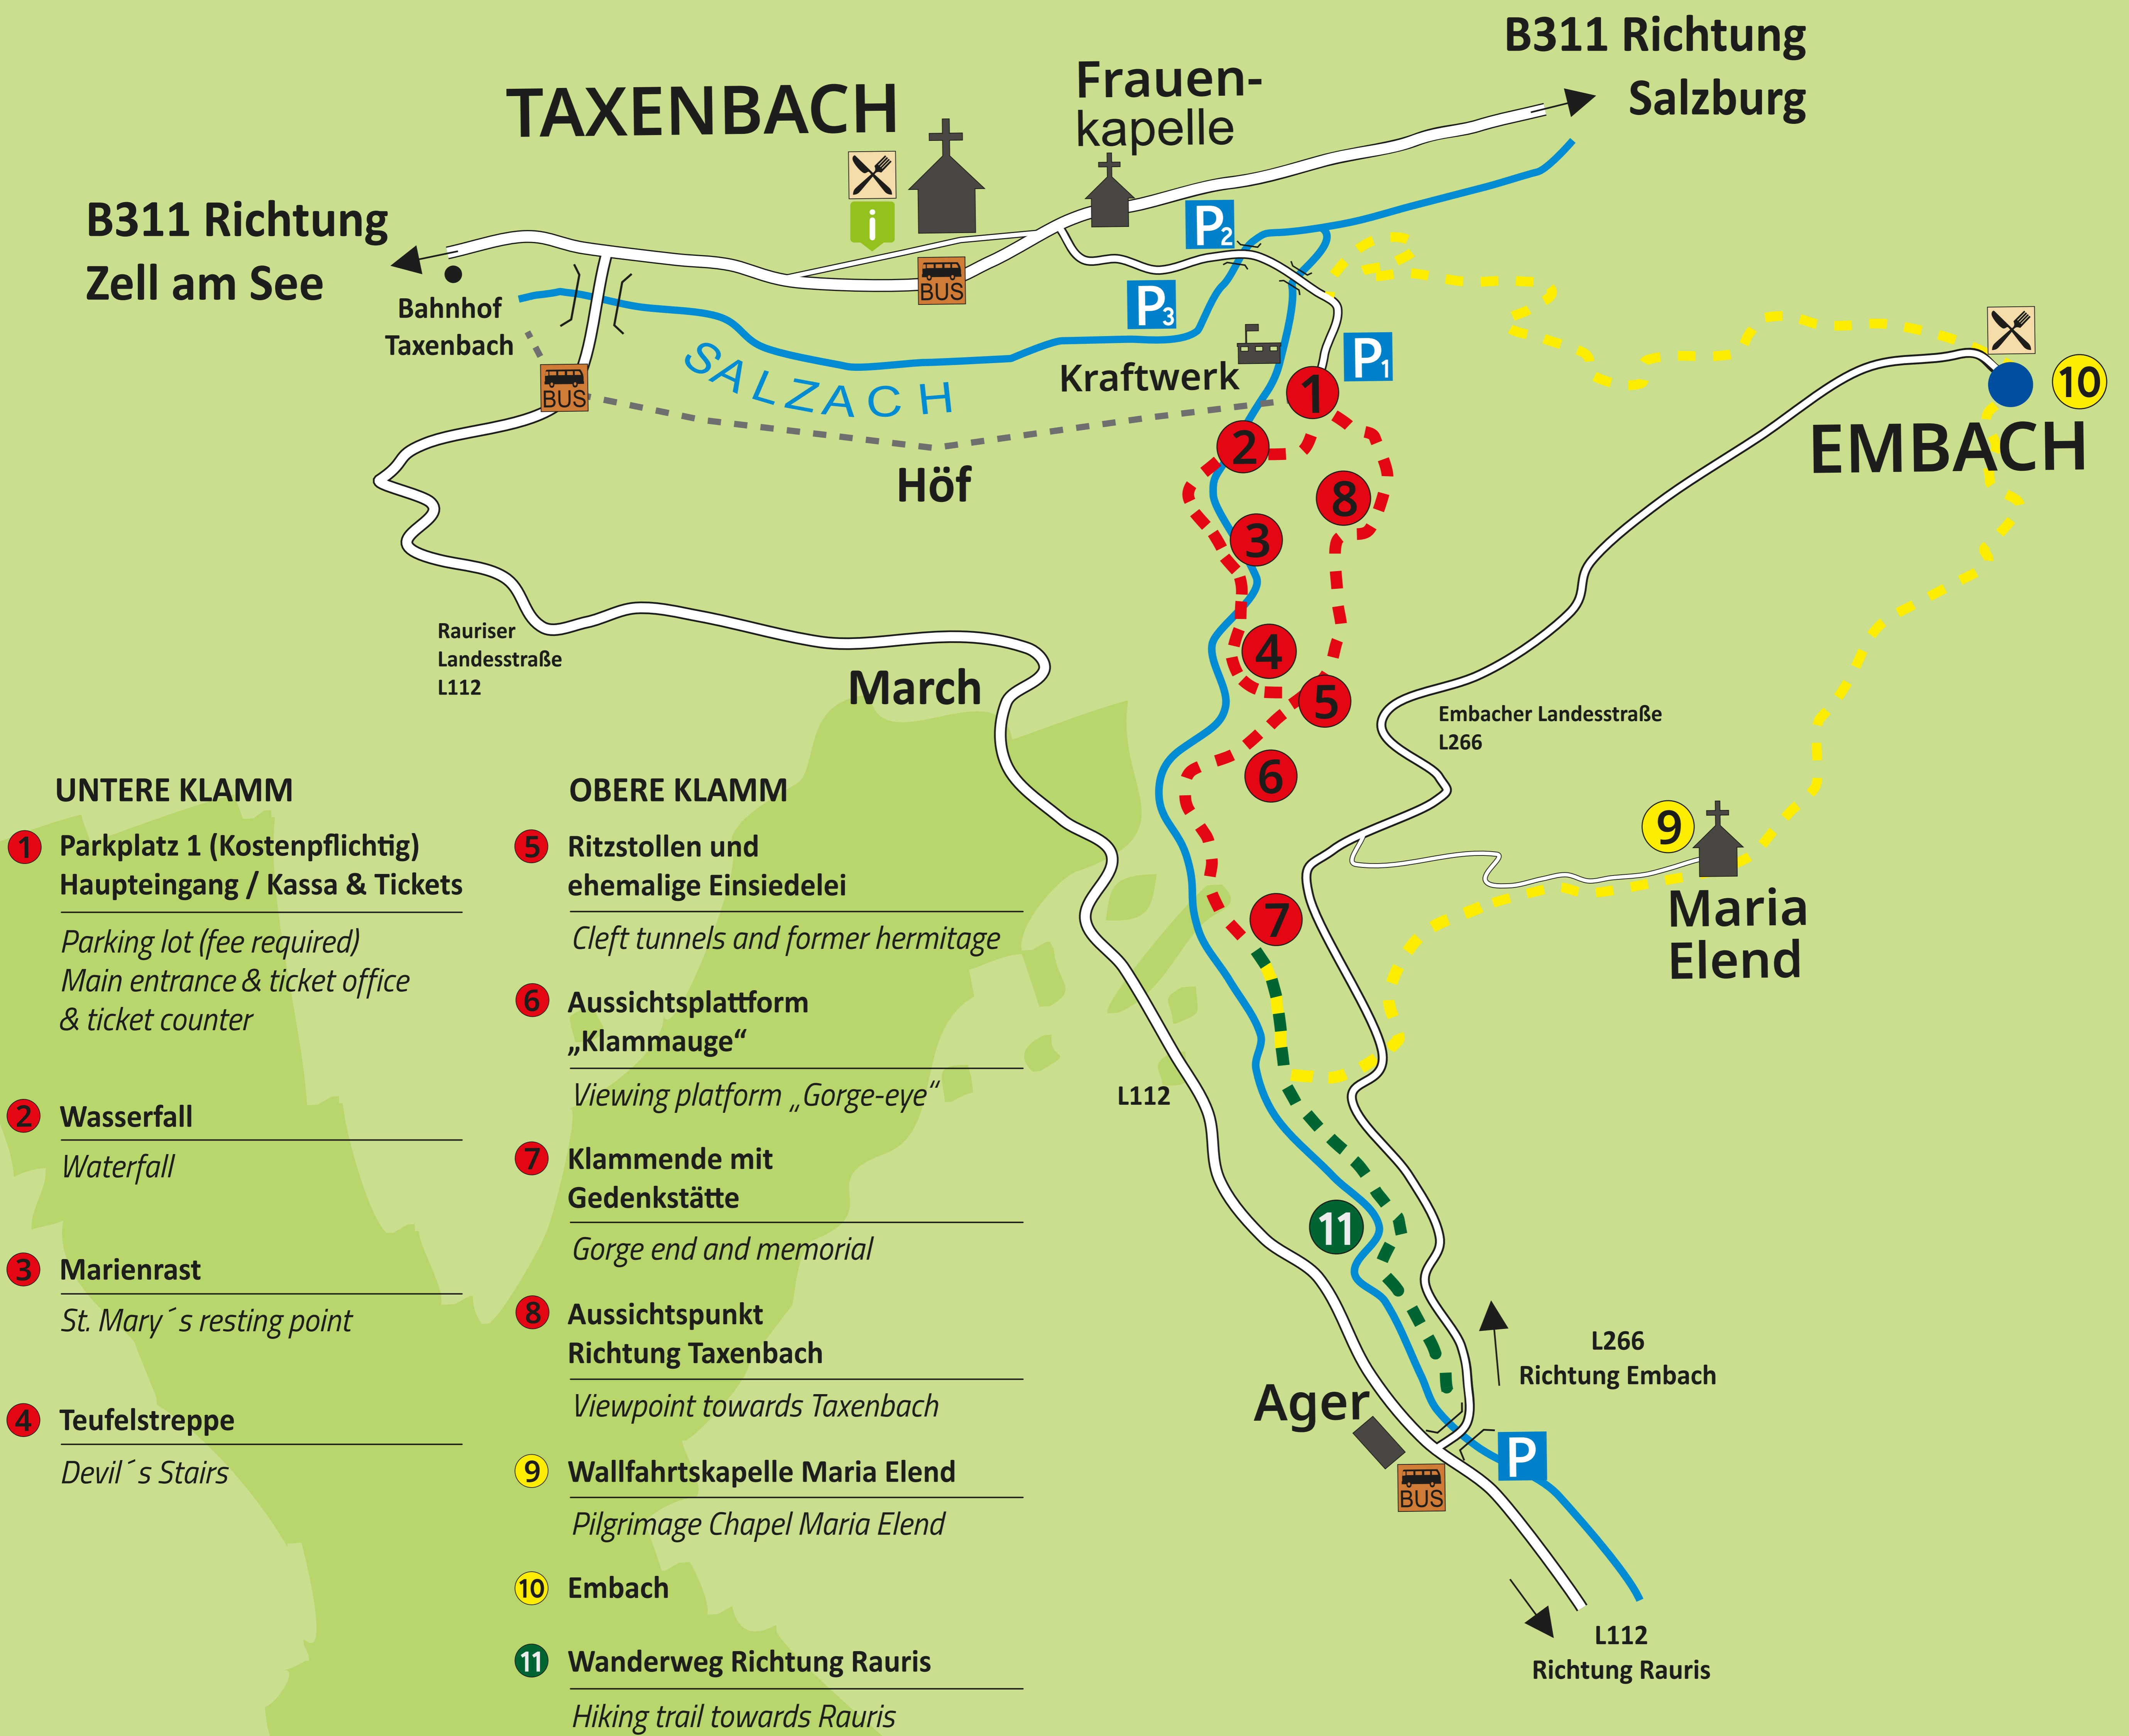 B311 Richtung
Salzburg
TAXENBACH
Frauen-
kapelle
B311 Richtung
Zell am See
i
P2
BUS
P3
Bahnhof
Taxenbach
SALZACH
Kraftwerk
P1
BUS
1
10
EMBACH
2
Höf
8
3
Rauriser
Landesstraße
L112
4
March
5
Embacher Landesstraße
L266
6
9
Maria
Elend
7
L112
11
L266
Richtung Embach
Ager
P
BUS
L112
Richtung Rauris
UNTERE KLAMM
1 Parkplatz 1 (Kostenpflichtig)
Haupteingang / Kassa & Tickets
Parking lot (fee required)
Main entrance & ticket office
& ticket counter
2 Wasserfall
Waterfall
3 Marienrast
St. Mary´s resting point
4 Teufelstreppe
Devil´s Stairs
OBERE KLAMM
5 Ritzstollen und
ehemalige Einsiedelei
Cleft tunnels and former hermitage
6 Aussichtsplattform
„Klammauge“
Viewing platform „Gorge-eye“
7 Klammende mit
Gedenkstätte
Gorge end and memorial
8 Aussichtspunkt
Richtung Taxenbach
Viewpoint towards Taxenbach
9 Wallfahrtskapelle Maria Elend
Pilgrimage Chapel Maria Elend
10 Embach
11 Wanderweg Richtung Rauris
Hiking trail towards Rauris